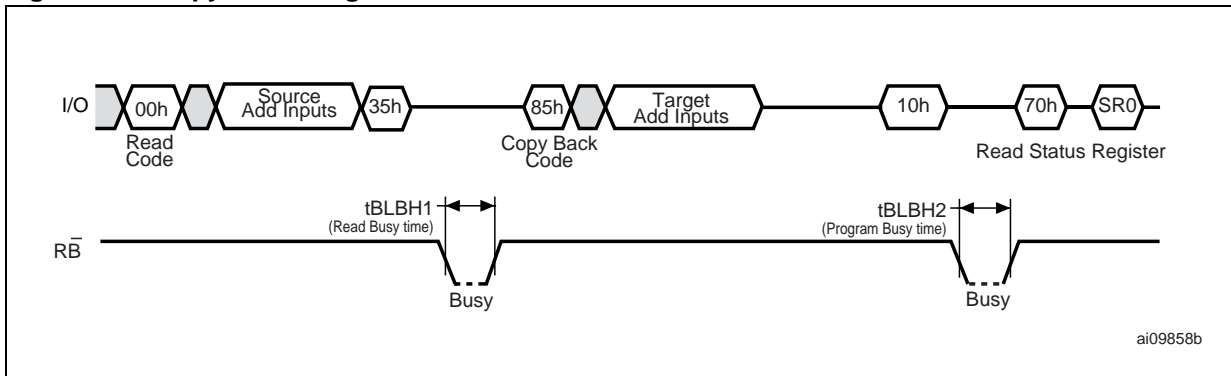 I/O
00h
Source
Add Inputs
35h
85h
Target
Add Inputs
10h
70h
SR0
Read
Code
Copy Back
Code
Read Status Register
tBLBH1
(Read Busy time)
tBLBH2
(Program Busy time)
RB̅
Busy
Busy
ai09858b